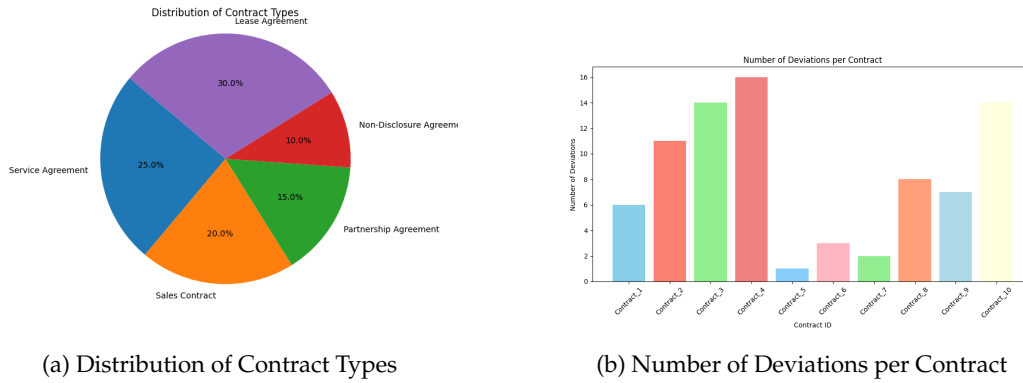 Distribution of Contract Types
Lease Agreement
30.0%
Non-Disclosure Agreeme
10.0%
Service Agreement
25.0%
15.0%
Partnership Agreement
20.0%
Sales Contract
(a) Distribution of Contract Types
Number of Deviations per Contract
Number of Deviations
16
14
12
10
8
6
4
2
0
Contract_1
Contract_2
Contract_3
Contract_4
Contract_5
Contract_6
Contract_7
Contract_8
Contract_9
Contract_10
Contract ID
(b) Number of Deviations per Contract